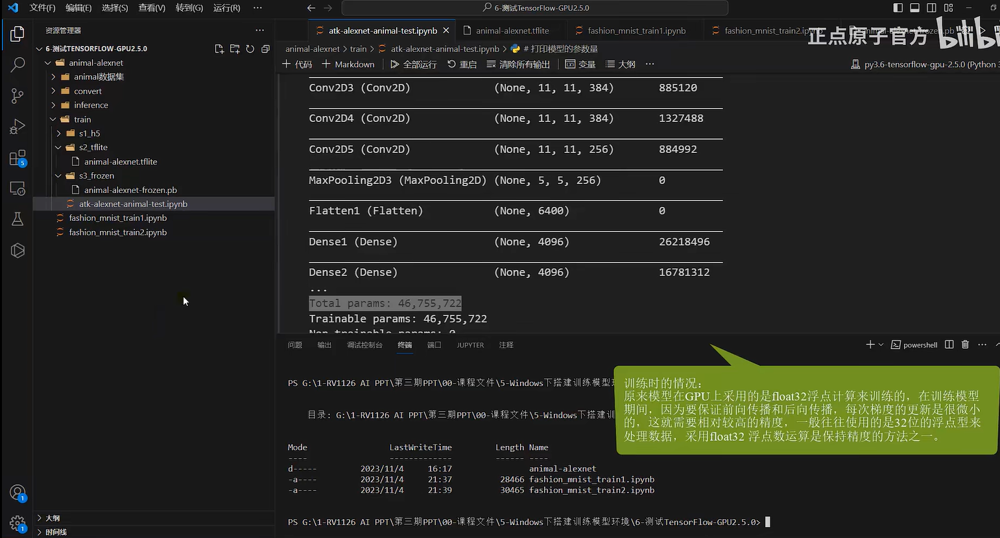 文件(F) 编辑(E) 选择(S) 查看(V) 转到(G) 运行(R) ··· 6-测试TensorFlow-GPU2.5.0
资源管理器
6-测试TENSORFLOW-GPU2.5.0
animal-alexnet
animal数据集
convert
inference
train
s1_h5
s2_tflite
animal-alexnet.tflite
s3_frozen
animal-alexnet-frozen.pb
atk-alexnet-animal-test.ipynb
fashion_mnist_train1.ipynb
fashion_mnist_train2.ipynb
大纲
时间线
5
1
1
atk-alexnet-animal-test.ipynb animal-alexnet.tflite fashion_mnist_train1.ipynb fashion_mnist_train2.ipynb
正点原子官方 bilibi
animal-alexnet > train > atk-alexnet-animal-test.ipynb > # 打印模型的参数量
代码 Markdown 全部运行 重启 清除所有输出 变量 大纲 ··· py3.6-tensorflow-gpu-2.5.0 (Python 3
Conv2D3 (Conv2D) (None, 11, 11, 384) 885120
Conv2D4 (Conv2D) (None, 11, 11, 384) 1327488
Conv2D5 (Conv2D) (None, 11, 11, 256) 884992
MaxPooling2D3 (MaxPooling2D) (None, 5, 5, 256) 0
Flatten1 (Flatten) (None, 6400) 0
Dense1 (Dense) (None, 4096) 26218496
Dense2 (Dense) (None, 4096) 16781312
...
Total params: 46,755,722
Trainable params: 46,755,722
Non-trainable params: 0
问题 输出 调试控制台 终端 端口 JUPYTER 注释 powershell
PS G:\1-RV1126 AI PPT\第三期PPT\00-课程文件\5-Windows下搭建训练模型环
目录: G:\1-RV1126 AI PPT\第三期PPT\00-课程文件\5-Windows下搭建训
Mode LastWriteTime Length Name
---- ------------- ------ ----
d----- 2023/11/4 16:17 animal-alexnet
-a---- 2023/11/4 21:37 28466 fashion_mnist_train1.ipynb
-a---- 2023/11/4 21:39 30465 fashion_mnist_train2.ipynb
PS G:\1-RV1126 AI PPT\第三期PPT\00-课程文件\5-Windows下搭建训练模型环境\6-测试TensorFlow-GPU2.5.0>
训练时的情况：
原来模型在GPU上采用的是float32浮点计算来训练的，在训练模型
期间，因为要保证前向传播和后向传播，每次梯度的更新是很微小
的，这就需要相对较高的精度，一般往往使用的是32位的浮点型来
处理数据，采用float32 浮点数运算是保持精度的方法之一。